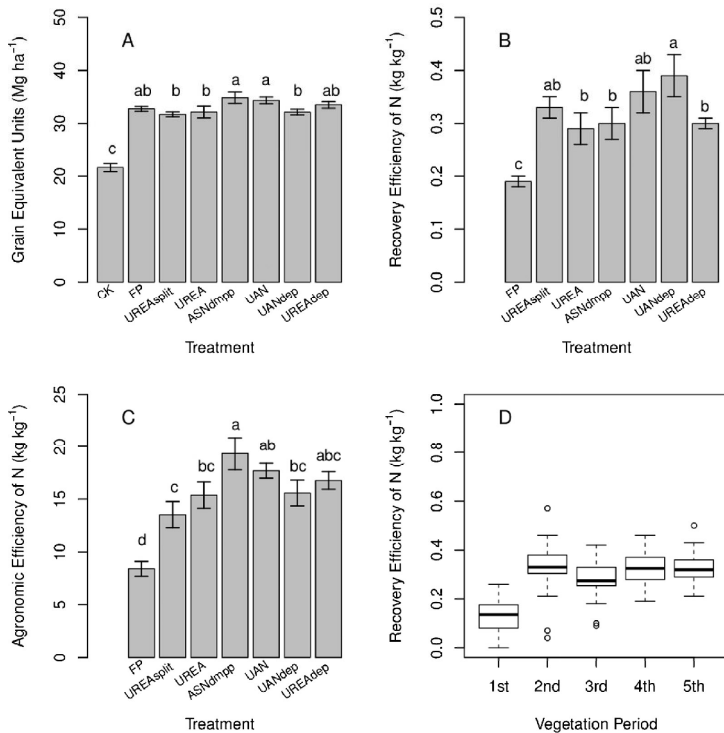 A
Grain Equivalent Units (Mg ha⁻¹)
50
40
30
20
10
0
c
ab
b
b
a
a
b
ab
CK
FP
UREAsplit
UREA
ASNdmpp
UAN
UANdep
UREAdep
Treatment
B
Recovery Efficiency of N (kg kg⁻¹)
0.5
0.4
0.3
0.2
0.1
0.0
c
ab
b
b
ab
a
b
FP
UREAsplit
UREA
ASNdmpp
UAN
UANdep
UREAdep
Treatment
C
Agronomic Efficiency of N (kg kg⁻¹)
25
20
15
10
5
0
d
c
bc
a
ab
bc
abc
FP
UREAsplit
UREA
ASNdmpp
UAN
UANdep
UREAdep
Treatment
D
Recovery Efficiency of N (kg kg⁻¹)
1.0
0.8
0.6
0.4
0.2
0.0
1st 2nd 3rd 4th 5th
Vegetation Period